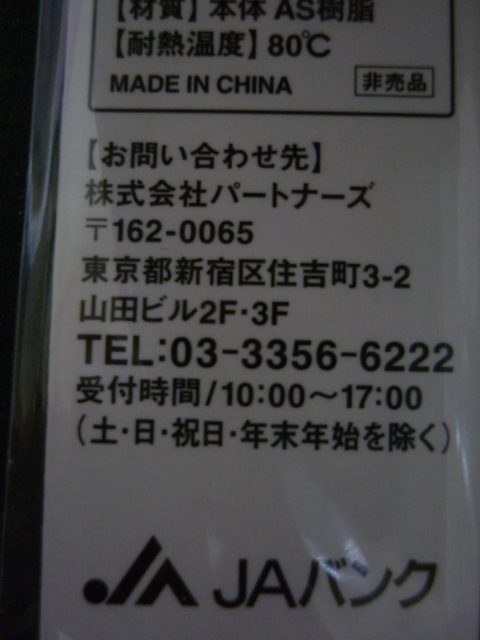 【材質】本体 AS樹脂
【耐熱温度】80℃
MADE IN CHINA 非売品
【お問い合わせ先】
株式会社パートナーズ
〒162-0065
東京都新宿区住吉町3-2
山田ビル2F・3F
TEL:03-3356-6222
受付時間/10:00〜17:00
(土・日・祝日・年末年始を除く)
JA JAバンク